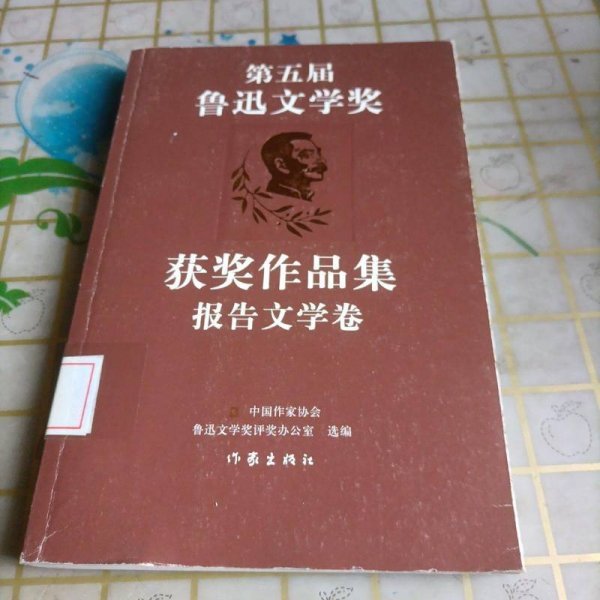 第五届
鲁迅文学奖
获奖作品集
报告文学卷
中国作家协会
鲁迅文学奖评奖办公室 选编
作家出版社